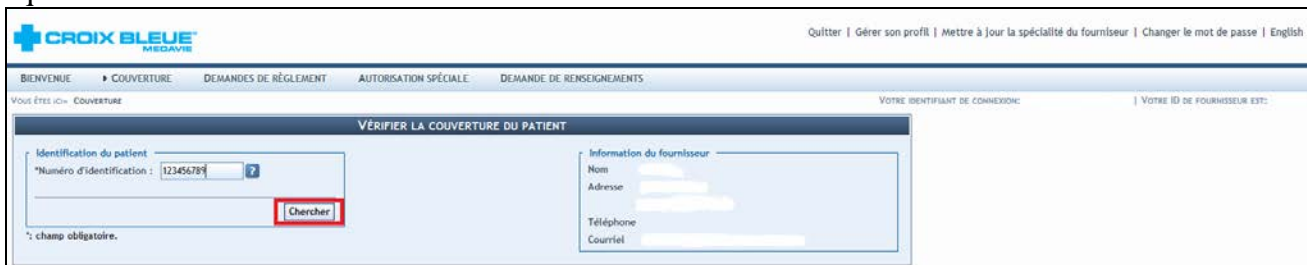 CROIX BLEUE
MEDAVIE
Quitter | Gérer son profil | Mettre à jour la spécialité du fourniseur | Changer le mot de passe | English
BIENVENUE COUVERTURE DEMANDES DE RÈGLEMENT AUTORISATION SPÉCIALE DEMANDE DE RENSEIGNEMENTS
VOUS ÊTES ICI» COUVERTURE VOTRE IDENTIFIANT DE CONNEXION: | VOTRE ID DE FOURNISSEUR EST:
VÉRIFIER LA COUVERTURE DU PATIENT
Identification du patient
*Numéro d'identification : 123456789 ?
Chercher
*: champ obligatoire.
Information du fournisseur
Nom
Adresse
Téléphone
Courriel